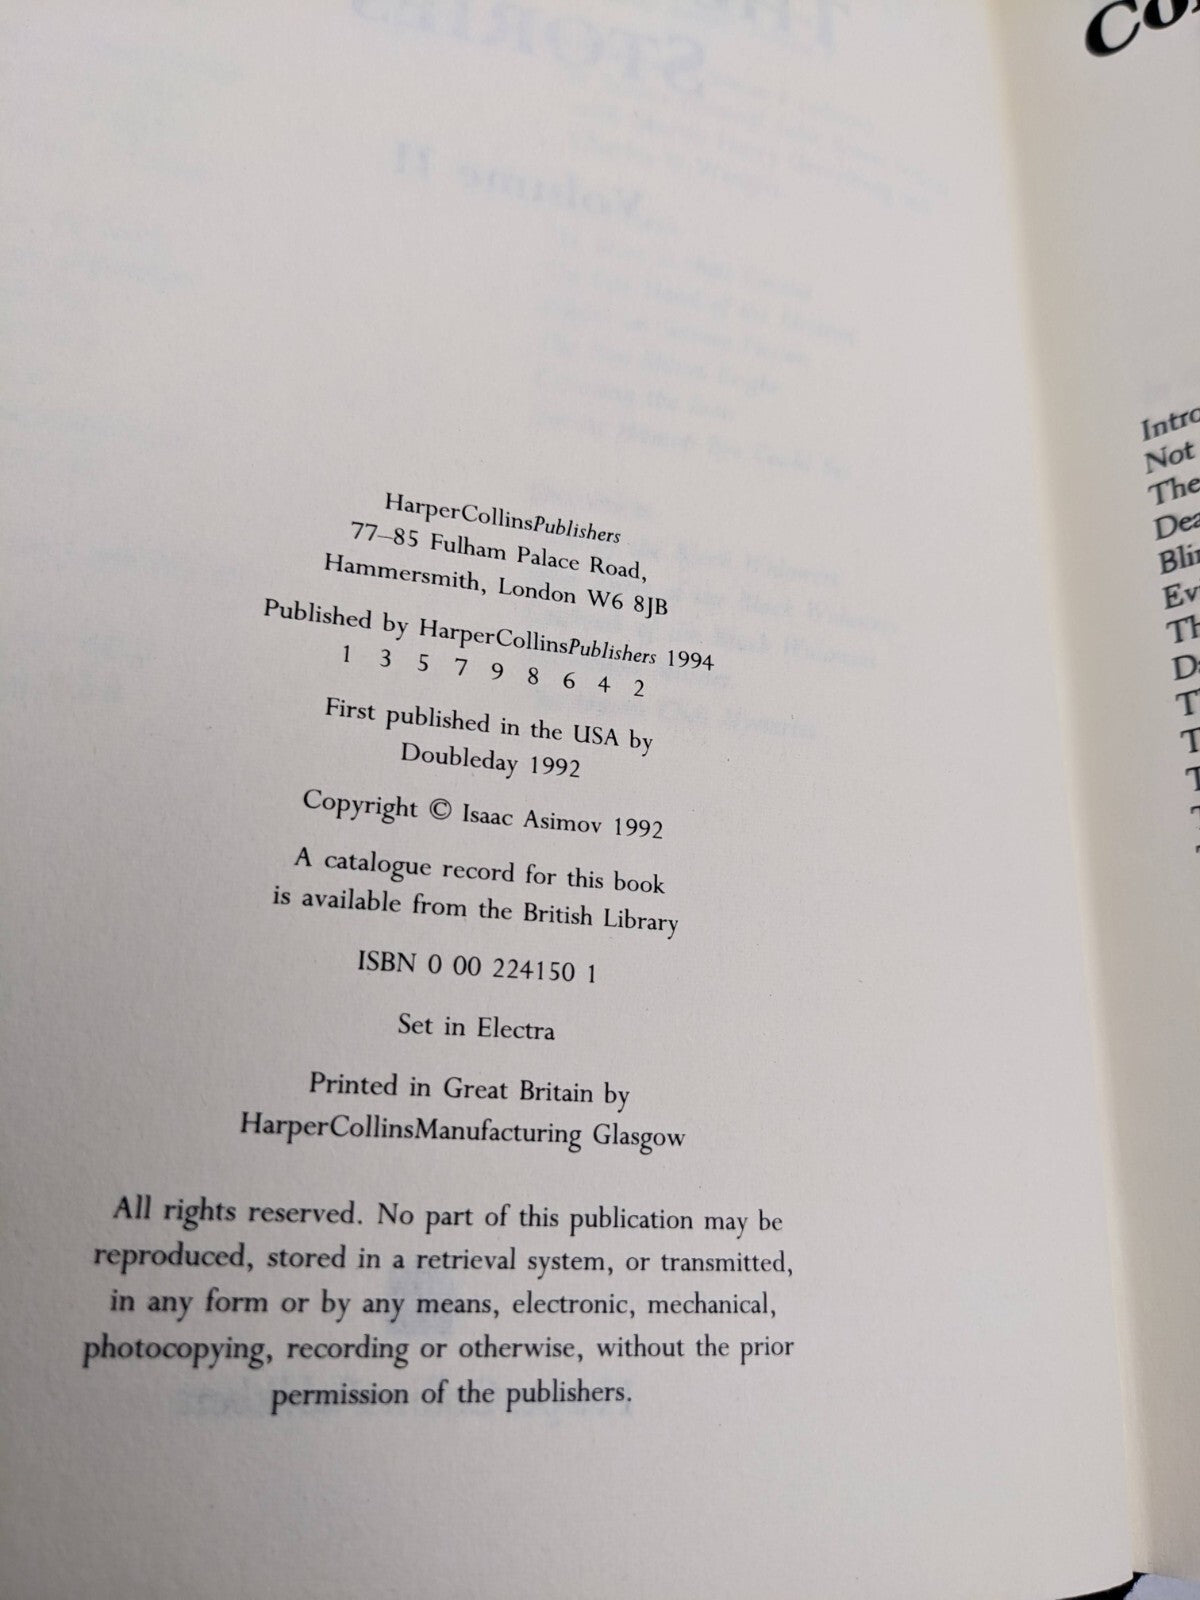 HarperCollinsPublishers
77–85 Fulham Palace Road,
Hammersmith, London W6 8JB
Published by HarperCollinsPublishers 1994
1 3 5 7 9 8 6 4 2
First published in the USA by
Doubleday 1992
Copyright © Isaac Asimov 1992
A catalogue record for this book
is available from the British Library
ISBN 0 00 224150 1
Set in Electra
Printed in Great Britain by
HarperCollinsManufacturing Glasgow
All rights reserved. No part of this publication may be
reproduced, stored in a retrieval system, or transmitted,
in any form or by any means, electronic, mechanical,
photocopying, recording or otherwise, without the prior
permission of the publishers.
STORIES
Volume II
Not
The